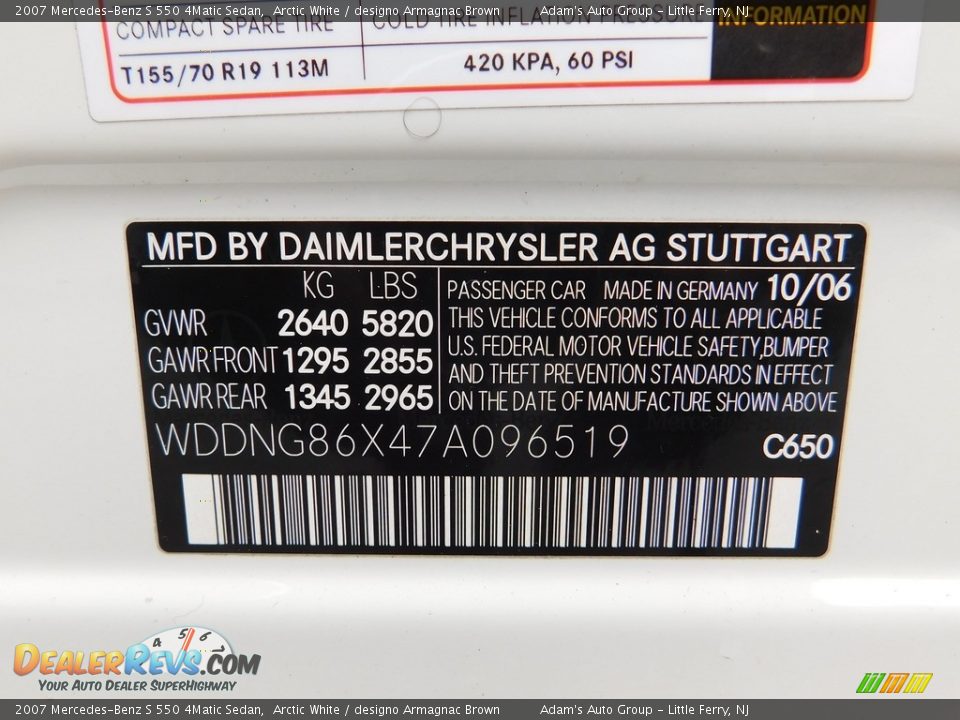 2007 Mercedes-Benz S 550 4Matic Sedan, Arctic White / designo Armagnac Brown Adam's Auto Group - Little Ferry, NJ
COMPACT SPARE TIRE COLD TIRE INFLATION PRESSURE INFORMATION
T155/70 R19 113M 420 KPA, 60 PSI
MFD BY DAIMLERCHRYSLER AG STUTTGART
KG LBS
GVWR 2640 5820
GAWR FRONT 1295 2855
GAWR REAR 1345 2965
PASSENGER CAR MADE IN GERMANY 10/06
THIS VEHICLE CONFORMS TO ALL APPLICABLE
U.S. FEDERAL MOTOR VEHICLE SAFETY,BUMPER
AND THEFT PREVENTION STANDARDS IN EFFECT
ON THE DATE OF MANUFACTURE SHOWN ABOVE
WDDNG86X47A096519 C650
4 5 6 7
DEALERREVS.COM
YOUR AUTO DEALER SUPERHIGHWAY
2007 Mercedes-Benz S 550 4Matic Sedan, Arctic White / designo Armagnac Brown Adam's Auto Group - Little Ferry, NJ